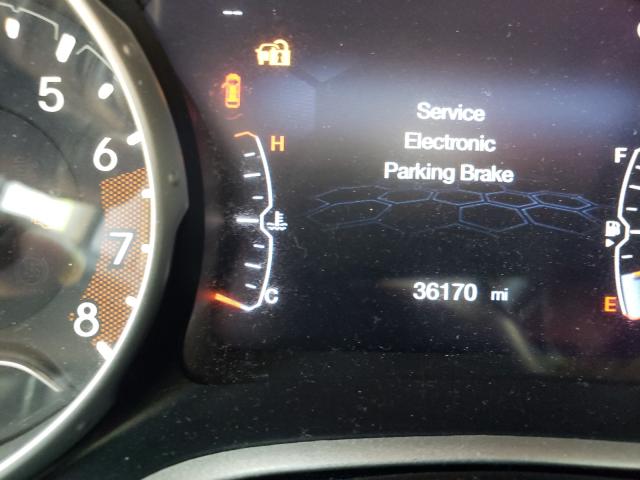 5
6
7
8
H
C
Service
Electronic
Parking Brake
36170 mi
F
E